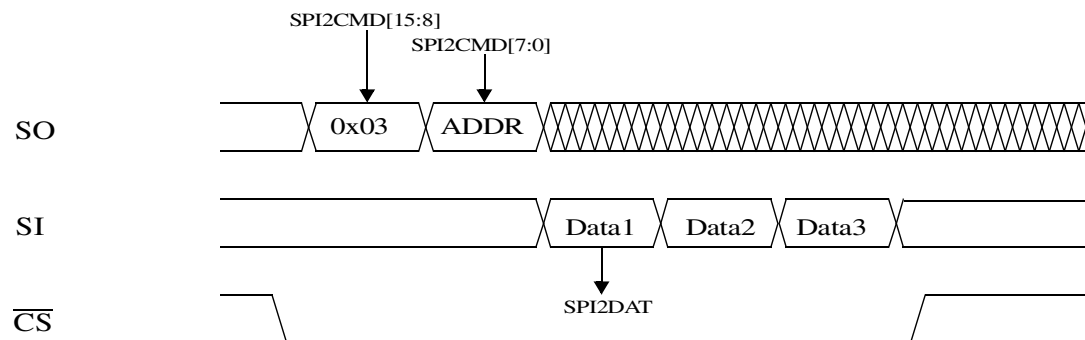 SPI2CMD[15:8]
SPI2CMD[7:0]
SO 0x03 ADDR
SI Data1 Data2 Data3
SPI2DAT
CS